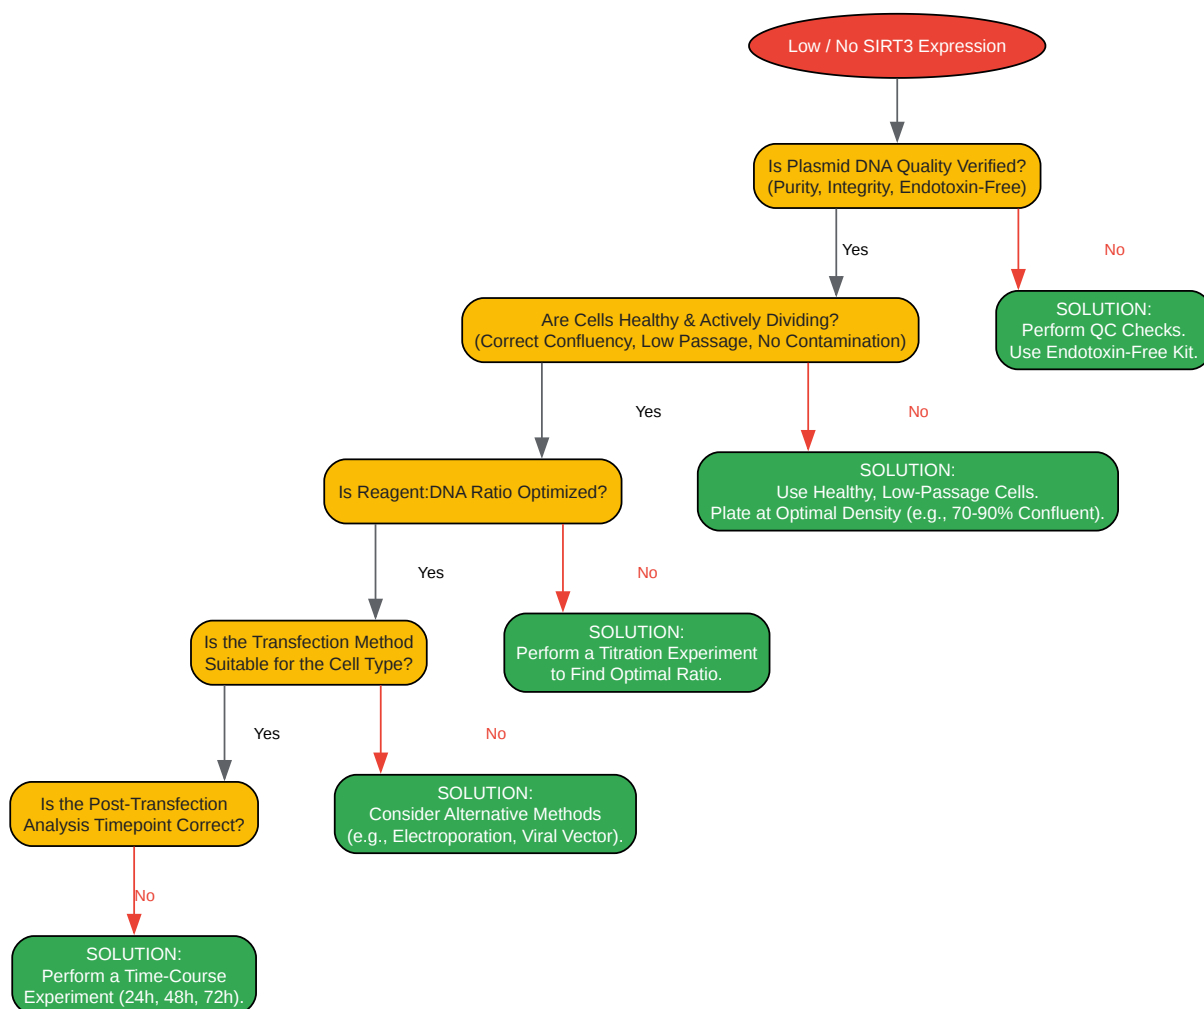 Low / No SIRT3 Expression
Is Plasmid DNA Quality Verified?
(Purity, Integrity, Endotoxin-Free)
Yes
No
SOLUTION:
Perform QC Checks.
Use Endotoxin-Free Kit.
Are Cells Healthy & Actively Dividing?
(Correct Confluency, Low Passage, No Contamination)
Yes
No
SOLUTION:
Use Healthy, Low-Passage Cells.
Plate at Optimal Density (e.g., 70-90% Confluent).
Is Reagent:DNA Ratio Optimized?
Yes
No
SOLUTION:
Perform a Titration Experiment
to Find Optimal Ratio.
Is the Transfection Method
Suitable for the Cell Type?
Yes
No
SOLUTION:
Consider Alternative Methods
(e.g., Electroporation, Viral Vector).
Is the Post-Transfection
Analysis Timepoint Correct?
No
SOLUTION:
Perform a Time-Course
Experiment (24h, 48h, 72h).